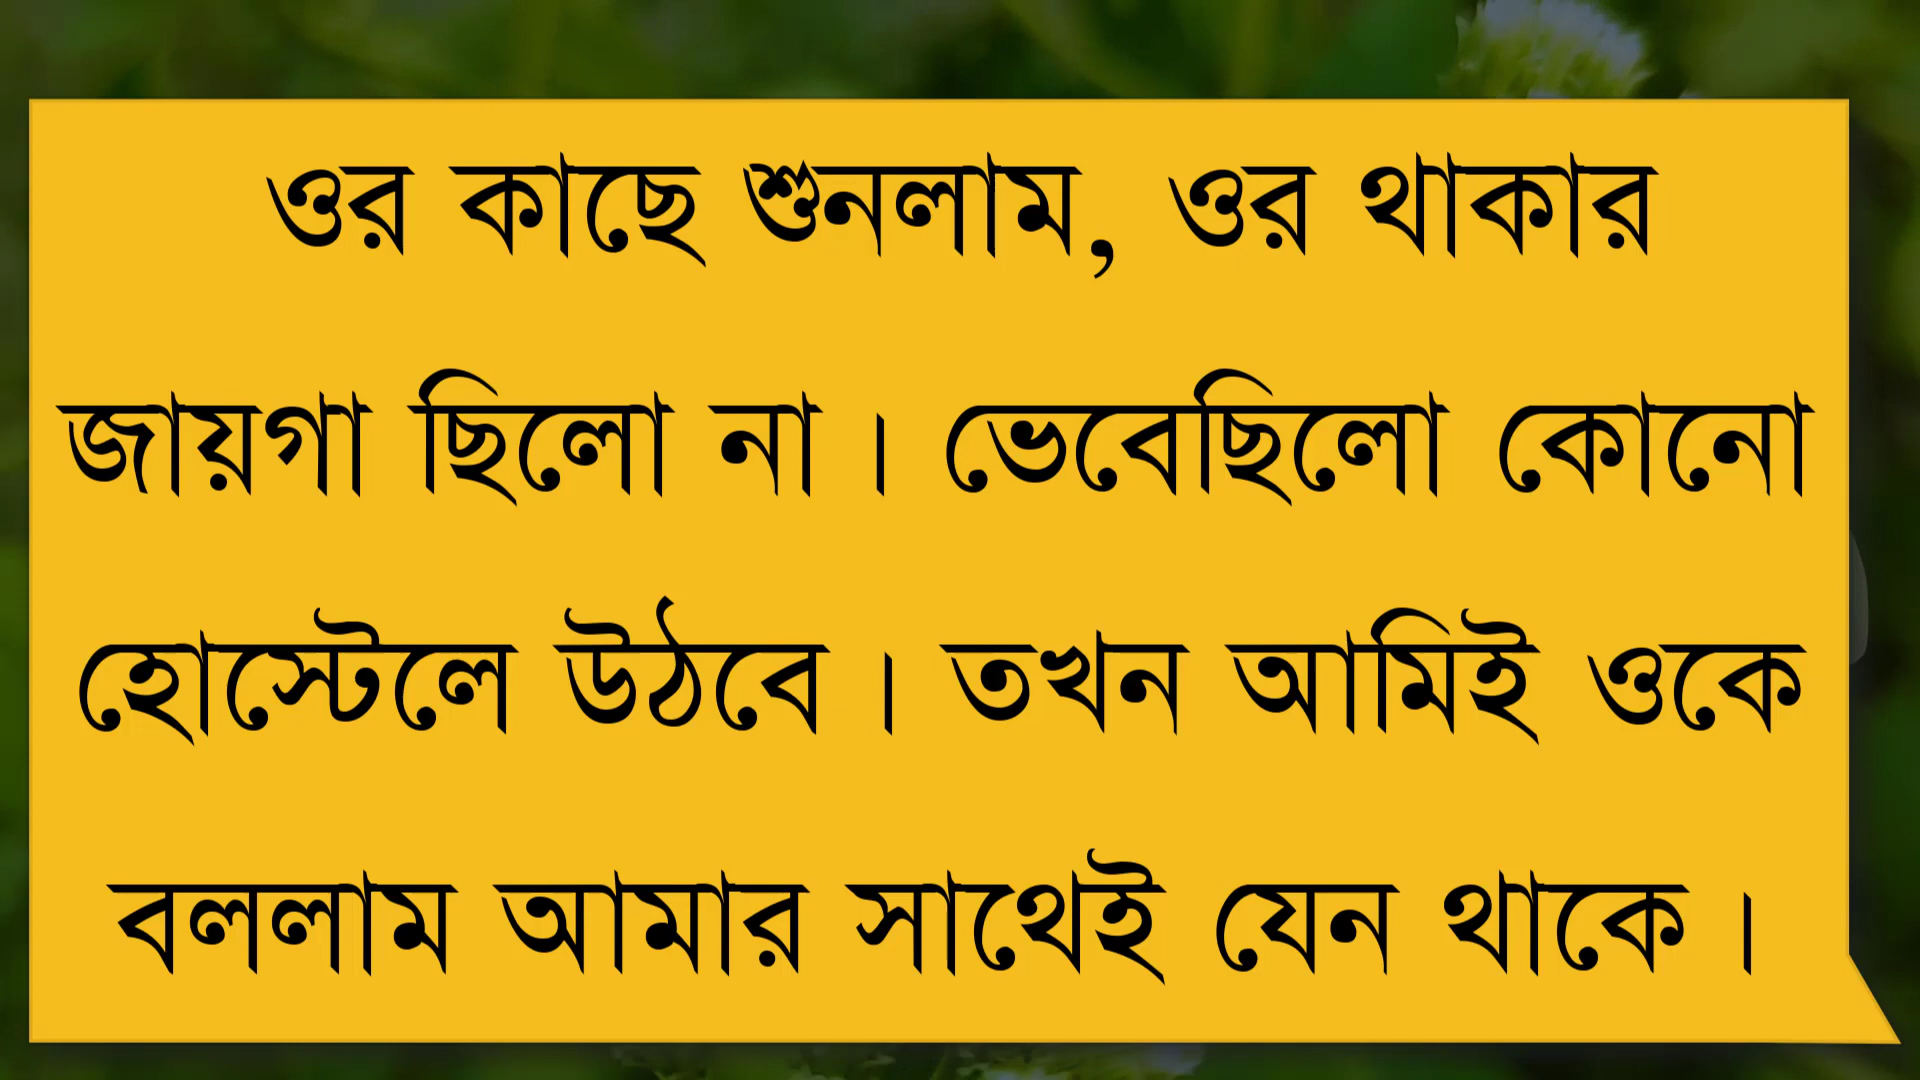 ওর কাছে শুনলাম, ওর থাকার
জায়গা ছিলো না। ভেবেছিলো কোনো
হোস্টেলে উঠবে। তখন আমিই ওকে
বললাম আমার সাথেই যেন থাকে।